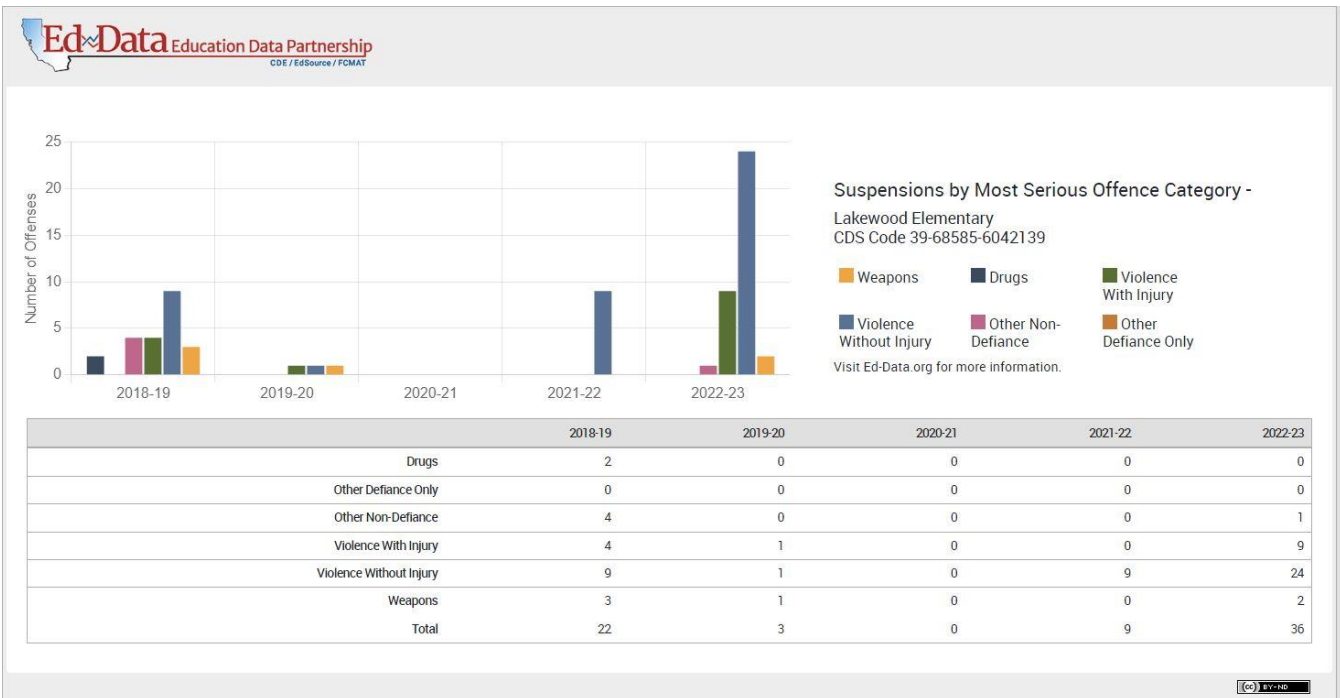 Ed Data Education Data Partnership
CDE / EdSource / FCMAT
25
20
15
10
5
0
Number of Offenses
2018-19 2019-20 2020-21 2021-22 2022-23
Suspensions by Most Serious Offence Category -
Lakewood Elementary
CDS Code 39-68585-6042139
Weapons Drugs Violence
With Injury
Violence Other Non- Other
Without Injury Defiance Defiance Only
Visit Ed-Data.org for more information.
2018-19 2019-20 2020-21 2021-22 2022-23
Drugs 2 0 0 0 0
Other Defiance Only 0 0 0 0 0
Other Non-Defiance 4 0 0 0 1
Violence With Injury 4 1 0 0 9
Violence Without Injury 9 1 0 9 24
Weapons 3 1 0 0 2
Total 22 3 0 9 36
(cc) BY-ND